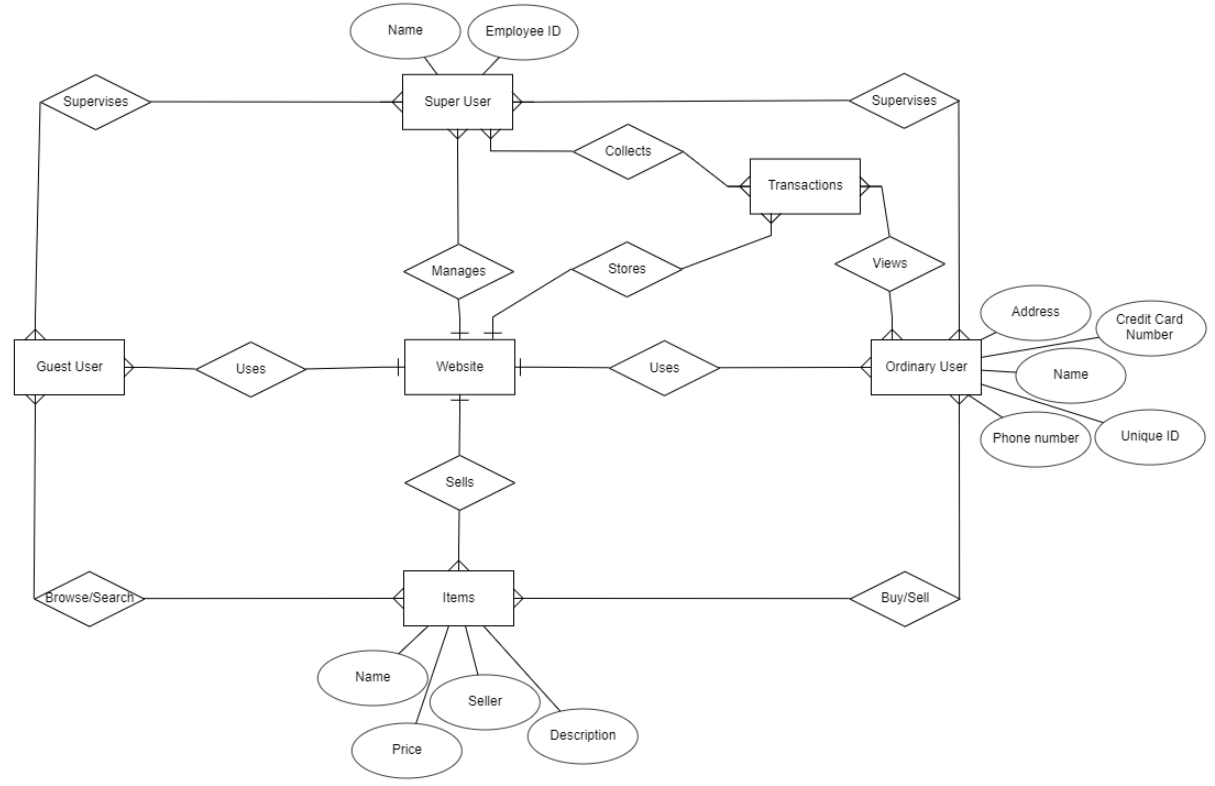 Name
Employee ID
Supervises
Super User
Supervises
Collects
Transactions
Manages
Stores
Views
Address
Credit Card
Number
Guest User
Uses
Website
Uses
Ordinary User
Name
Phone number
Unique ID
Sells
Browse/Search
Items
Buy/Sell
Name
Seller
Price
Description